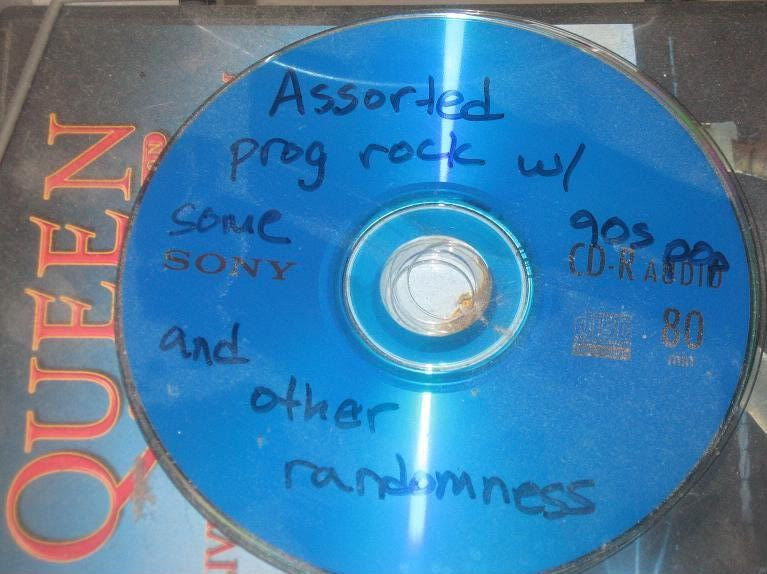 Assorted
prog rock w/
some 90s pop
SONY
CD-R AUDIO
80
min
and
other
randomness
QUEEN